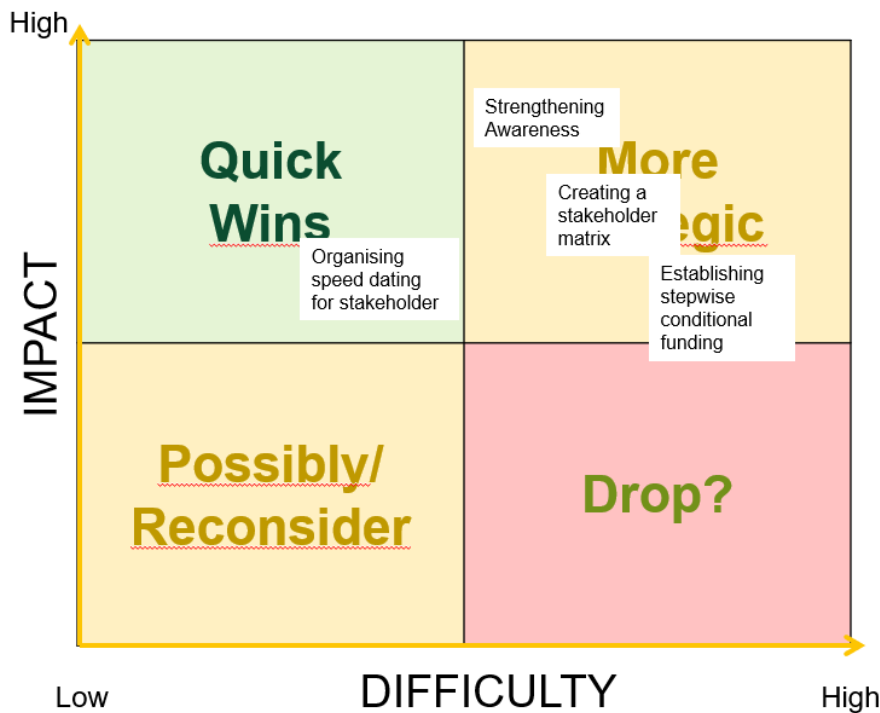 High
Quick
Wins
Strengthening
Awareness
More
Creating a
stakeholder
matrix
egic
Organising
speed dating
for stakeholder
Establishing
stepwise
conditional
funding
IMPACT
Possibly/
Reconsider
Drop?
Low
DIFFICULTY
High